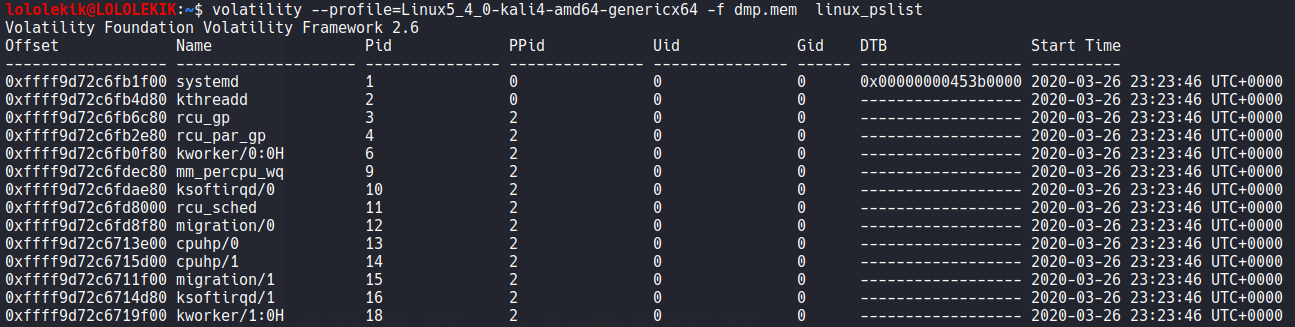 lololekik@LOLOLEKIK:~$ volatility --profile=Linux5_4_0-kali4-amd64-genericx64 -f dmp.mem  linux_pslist
Volatility Foundation Volatility Framework 2.6
Offset             Name                 Pid             PPid            Uid             Gid    DTB                Start Time
------------------ -------------------- --------------- --------------- --------------- ------ ------------------ ----------
0xffff9d72c6fb1f00 systemd              1               0               0               0      0x00000000453b0000 2020-03-26 23:23:46 UTC+0000
0xffff9d72c6fb4d80 kthreadd             2               0               0               0      ------------------ 2020-03-26 23:23:46 UTC+0000
0xffff9d72c6fb6c80 rcu_gp               3               2               0               0      ------------------ 2020-03-26 23:23:46 UTC+0000
0xffff9d72c6fb2e80 rcu_par_gp           4               2               0               0      ------------------ 2020-03-26 23:23:46 UTC+0000
0xffff9d72c6fb0f80 kworker/0:0H         6               2               0               0      ------------------ 2020-03-26 23:23:46 UTC+0000
0xffff9d72c6fdec80 mm_percpu_wq         9               2               0               0      ------------------ 2020-03-26 23:23:46 UTC+0000
0xffff9d72c6fdae80 ksoftirqd/0          10              2               0               0      ------------------ 2020-03-26 23:23:46 UTC+0000
0xffff9d72c6fd8000 rcu_sched            11              2               0               0      ------------------ 2020-03-26 23:23:46 UTC+0000
0xffff9d72c6fd8f80 migration/0          12              2               0               0      ------------------ 2020-03-26 23:23:46 UTC+0000
0xffff9d72c6713e00 cpuhp/0              13              2               0               0      ------------------ 2020-03-26 23:23:46 UTC+0000
0xffff9d72c6715d00 cpuhp/1              14              2               0               0      ------------------ 2020-03-26 23:23:46 UTC+0000
0xffff9d72c6711f00 migration/1          15              2               0               0      ------------------ 2020-03-26 23:23:46 UTC+0000
0xffff9d72c6714d80 ksoftirqd/1          16              2               0               0      ------------------ 2020-03-26 23:23:46 UTC+0000
0xffff9d72c6719f00 kworker/1:0H         18              2               0               0      ------------------ 2020-03-26 23:23:46 UTC+0000